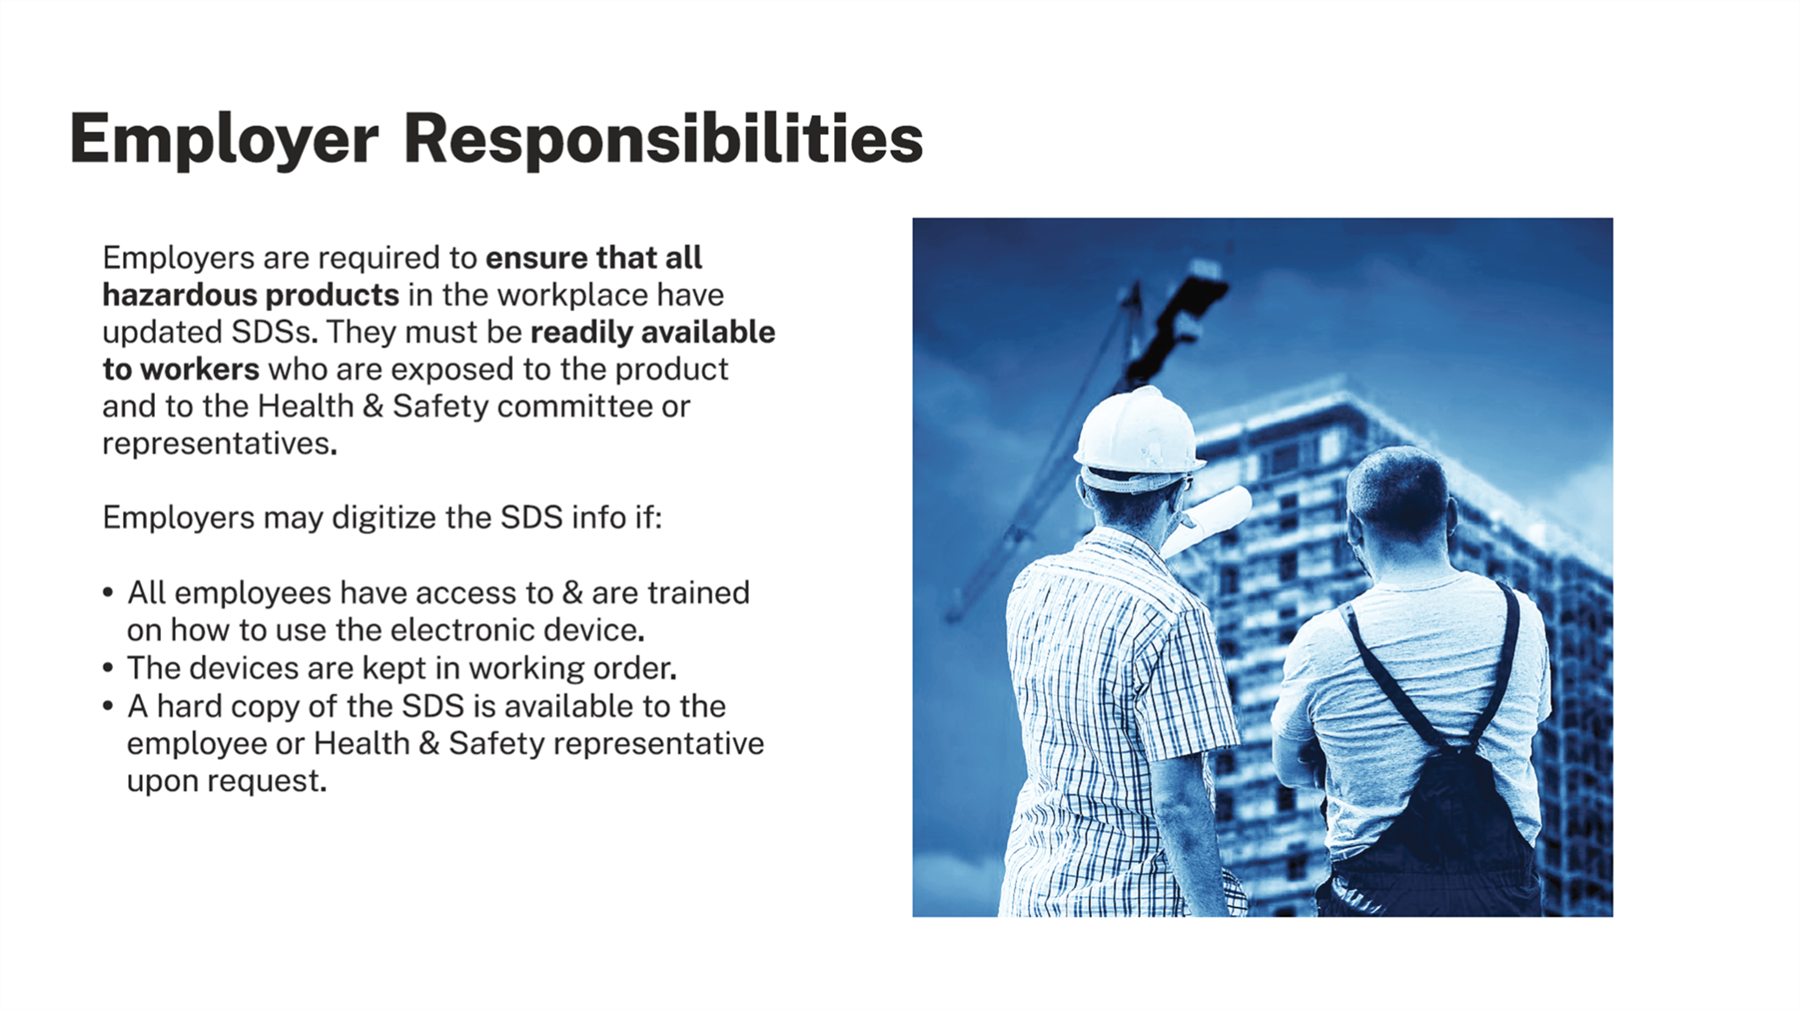 Employer Responsibilities
Employers are required to ensure that all
hazardous products in the workplace have
updated SDSs. They must be readily available
to workers who are exposed to the product
and to the Health & Safety committee or
representatives.
Employers may digitize the SDS info if:
• All employees have access to & are trained
on how to use the electronic device.
• The devices are kept in working order.
• A hard copy of the SDS is available to the
employee or Health & Safety representative
upon request.